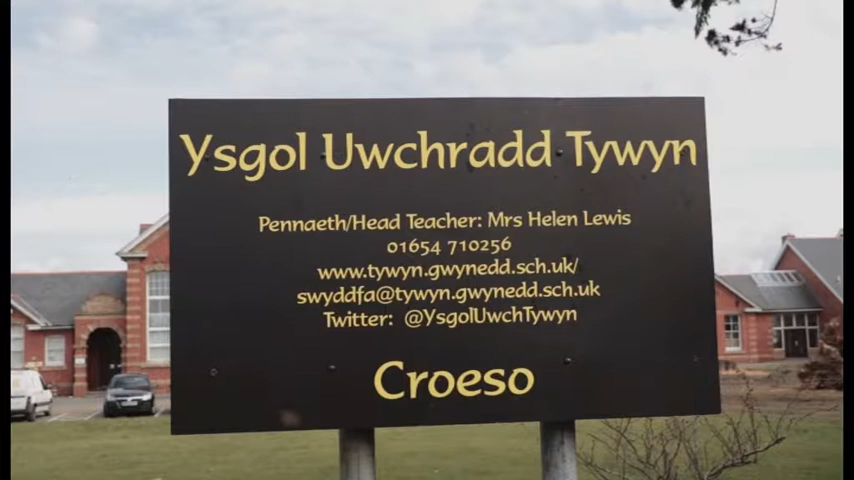 Ysgol Uwchradd Tywyn
Pennaeth/Head Teacher: Mrs Helen Lewis
01654 710256
www.tywyn.gwynedd.sch.uk/
swyddfa@tywyn.gwynedd.sch.uk
Twitter: @YsgolUwchTywyn
Croeso